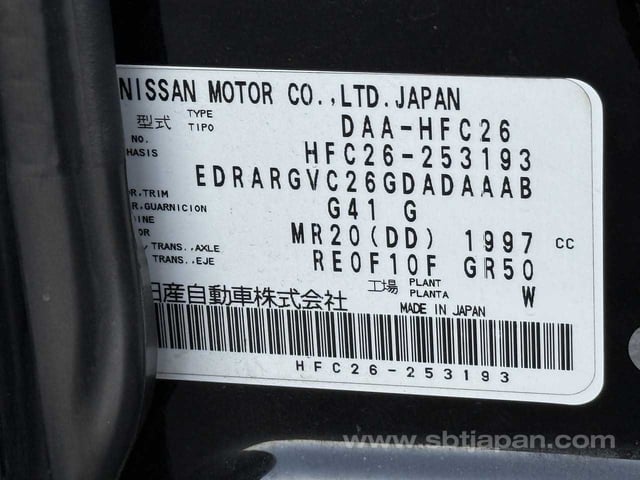 NISSAN MOTOR CO.,LTD.JAPAN
型式 TYPE TIPO DAA-HFC26
NO. HASIS HFC26-253193
EDRARGVC26GDADAAAB
R,TRIM R,GUARNICION G41 G
INE OR MR20(DD) 1997 CC
TRANS.,AXLE TRANS.,EJE RE0F10F GR50
工場 PLANT PLANTA W
日産自動車株式会社 MADE IN JAPAN
HFC26-253193
www.sbtjapan.com